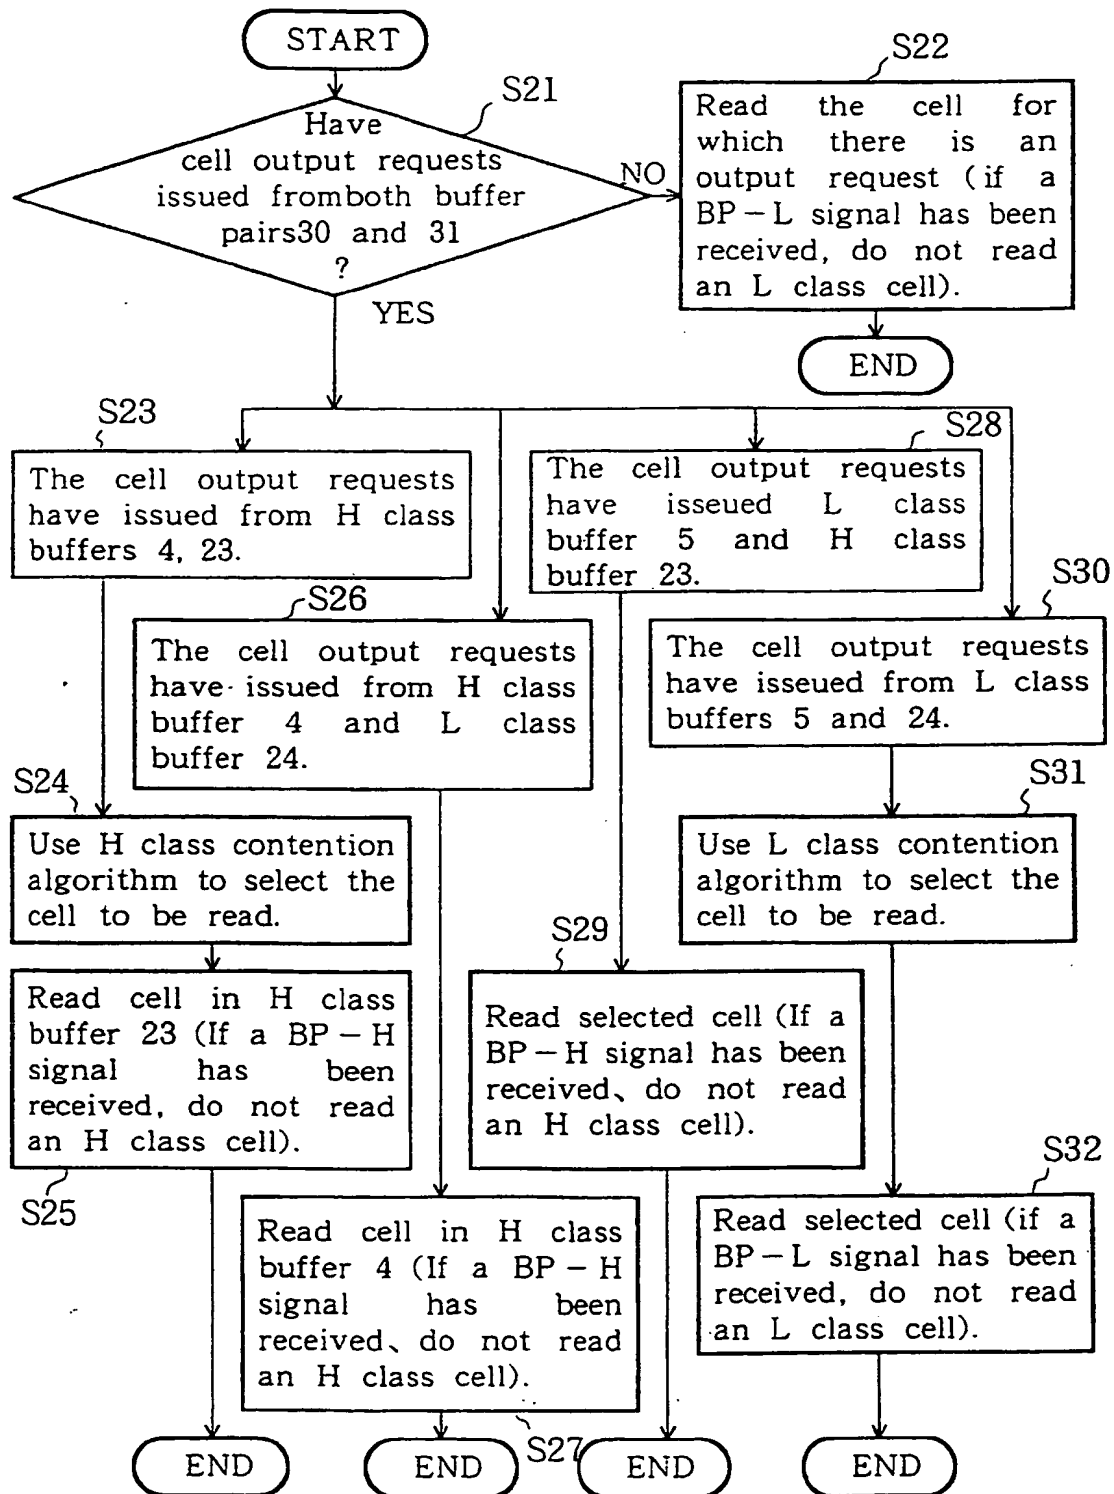 START
S21
Have
cell output requests
issued fromboth buffer
pairs30 and 31
?
NO
YES
S22
Read the cell for
which there is an
output request (if a
BP-L signal has been
received, do not read
an L class cell).
END
S23
The cell output requests
have issued from H class
buffers 4, 23.
S28
The cell output requests
have isseued L class
buffer 5 and H class
buffer 23.
S26
The cell output requests
have issued from H class
buffer 4 and L class
buffer 24.
S30
The cell output requests
have isseued from L class
buffers 5 and 24.
S24
Use H class contention
algorithm to select the
cell to be read.
S31
Use L class contention
algorithm to select the
cell to be read.
S25
Read cell in H class
buffer 23 (If a BP-H
signal has been
received, do not read
an H class cell).
S29
Read selected cell (If a
BP-H signal has been
received、do not read
an H class cell).
S27
Read cell in H class
buffer 4 (If a BP-H
signal has been
received、do not read
an H class cell).
S32
Read selected cell (if a
BP-L signal has been
received, do not read
an L class cell).
END
END
END
END